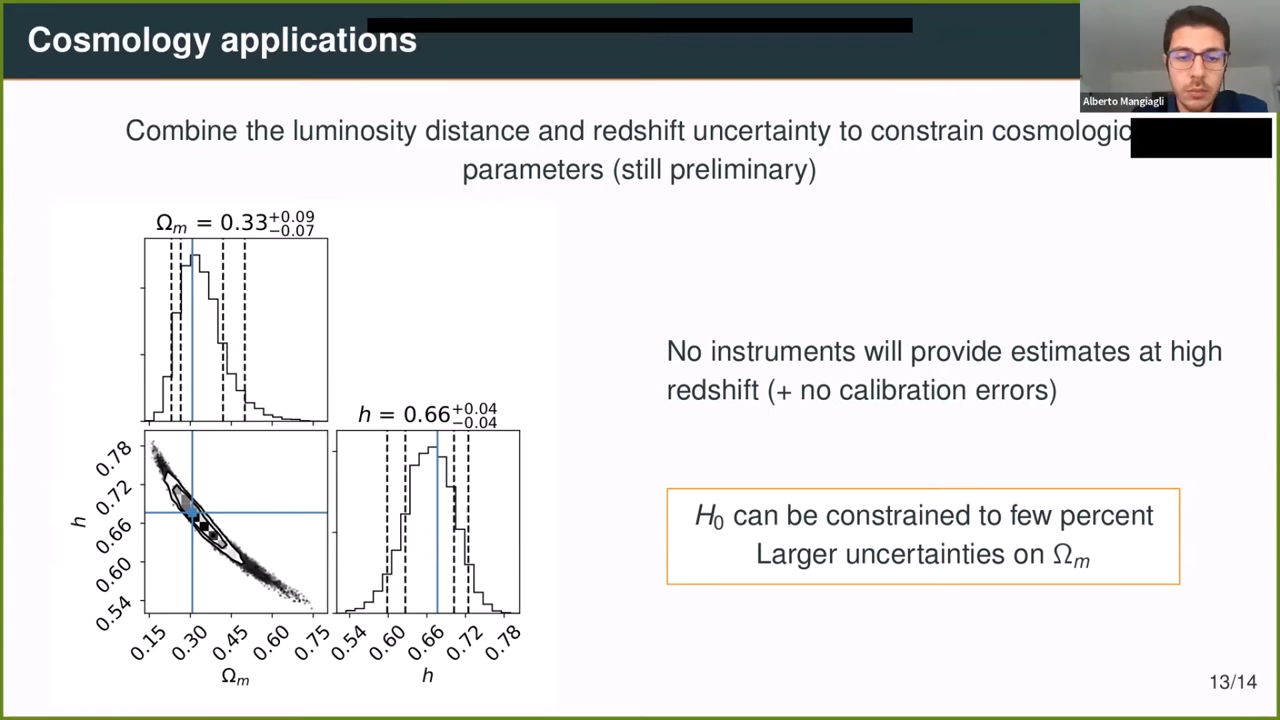 Cosmology applications
Alberto Mangiagli
Combine the luminosity distance and redshift uncertainty to constrain cosmologic
parameters (still preliminary)
Ωₘ = 0.33+0.09−0.07
h = 0.66+0.04−0.04
No instruments will provide estimates at high
redshift (+ no calibration errors)
H₀ can be constrained to few percent
Larger uncertainties on Ωₘ
h
0.78
0.72
0.66
0.60
0.54
0.15 0.30 0.45 0.60 0.75
Ωₘ
0.54 0.60 0.66 0.72 0.78
h
13/14